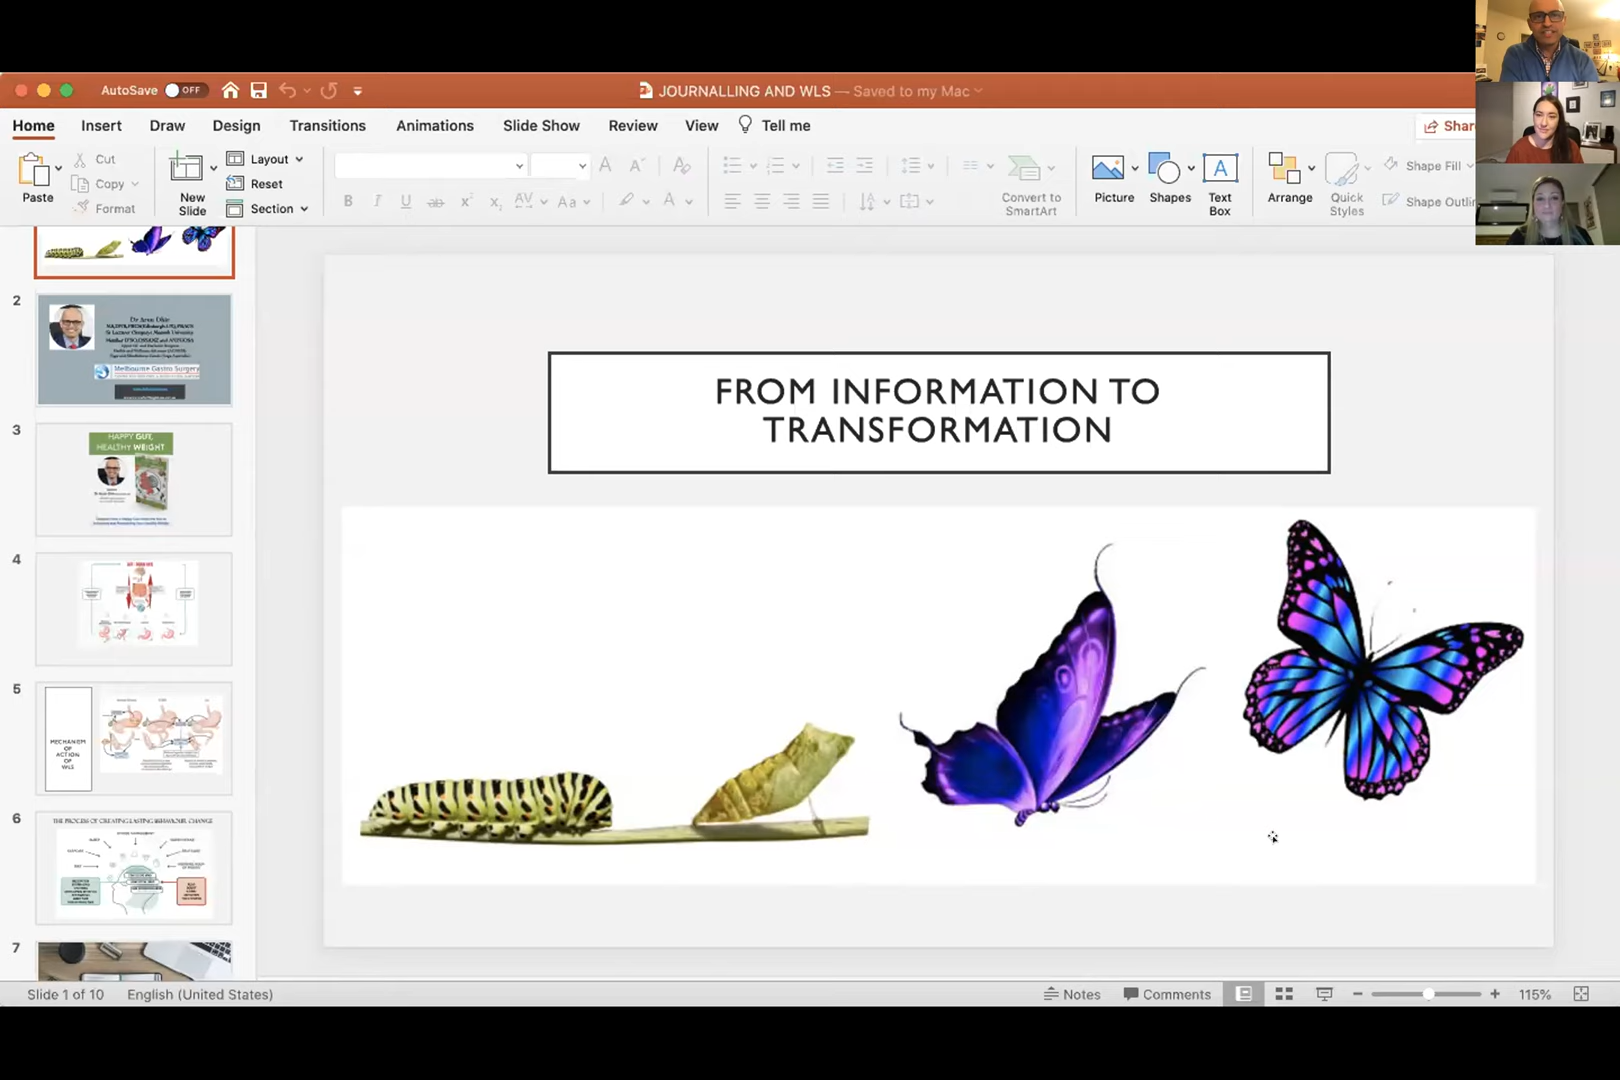 AutoSave OFF
JOURNALLING AND WLS — Saved to my Mac
Home Insert Draw Design Transitions Animations Slide Show Review View Tell me
Shar
Paste
Cut
Copy
Format
New
Slide
Layout
Reset
Section
Convert to
SmartArt
Picture
Shapes
Text
Box
Arrange
Quick
Styles
Shape Fill
Shape Outli
2
Melbourne Gastro Surgery
3
HAPPY GUT,
HEALTHY WEIGHT
4
5
MECHANISM
OF
ACTION
OF
WLS
6
THE PROCESS OF CREATING LASTING BEHAVIOUR CHANGE
7
FROM INFORMATION TO
TRANSFORMATION
Slide 1 of 10 English (United States)
Notes Comments 115%